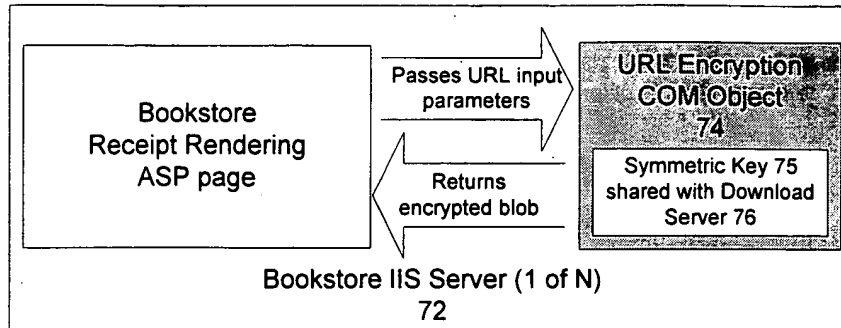 Bookstore
Receipt Rendering
ASP page
Passes URL input
parameters
Returns
encrypted blob
URL Encryption
COM Object
74
Symmetric Key 75
shared with Download
Server 76
Bookstore IIS Server (1 of N)
72